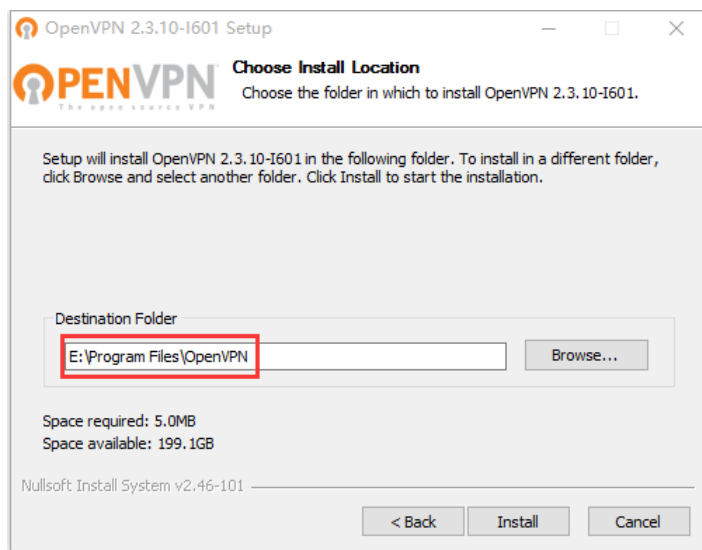 OpenVPN 2.3.10-I601 Setup
OPENVPN
The open source VPN
Choose Install Location
Choose the folder in which to install OpenVPN 2.3.10-I601.
Setup will install OpenVPN 2.3.10-I601 in the following folder. To install in a different folder,
click Browse and select another folder. Click Install to start the installation.
Destination Folder
E:\Program Files\OpenVPN
Browse...
Space required: 5.0MB
Space available: 199.1GB
Nullsoft Install System v2.46-101
< Back
Install
Cancel